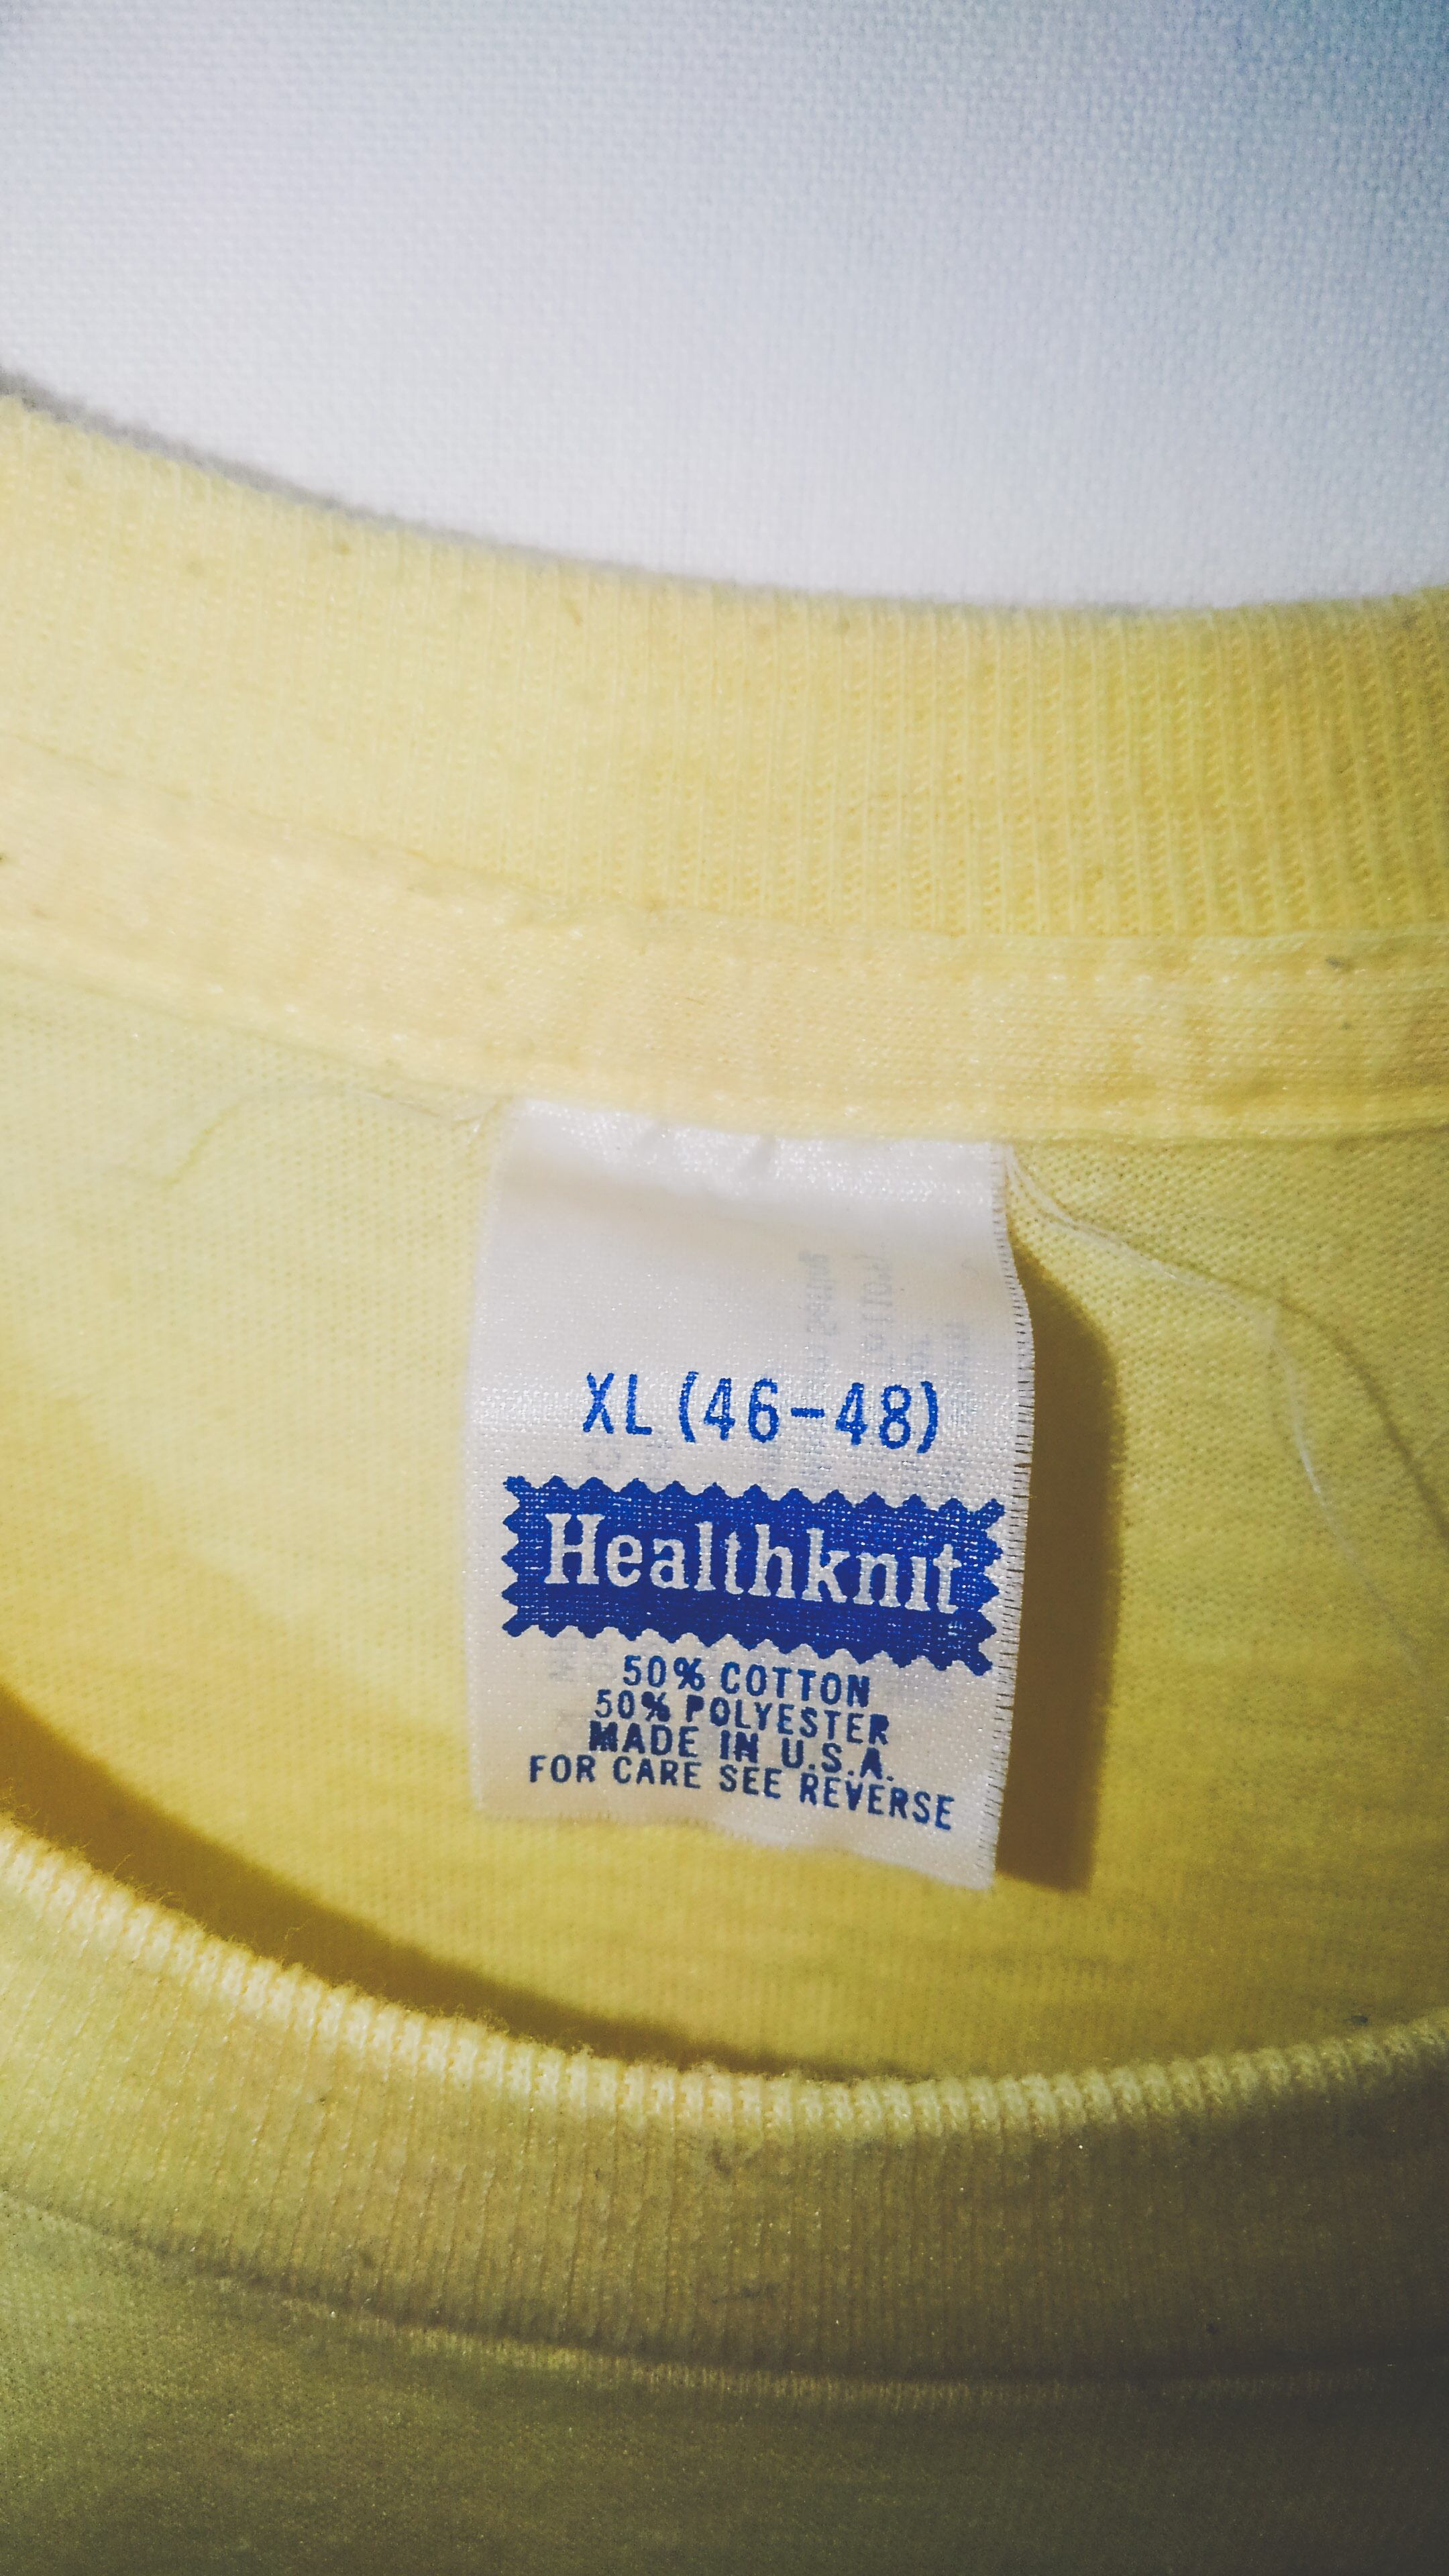 XL (46-48)
Healthknit
50% COTTON
50% POLYESTER
MADE IN U.S.A.
FOR CARE SEE REVERSE